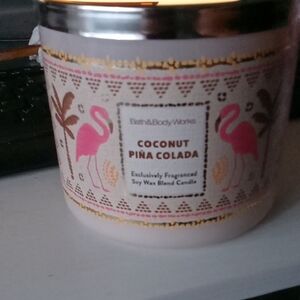 Bath&BodyWorks
COCONUT
PIÑA COLADA
Exclusively Fragranced
Soy Wax Blend Candle